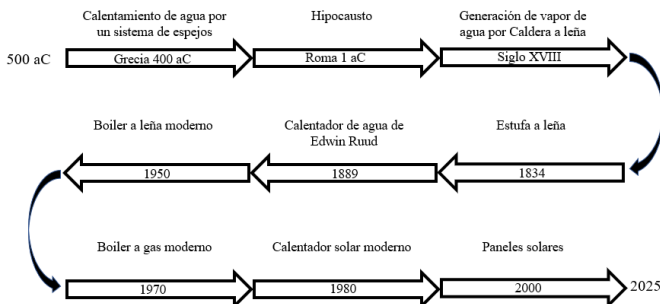 Calentamiento de agua por
un sistema de espejos
Hipocausto
Generación de vapor de
agua por Caldera a leña
500 aC
Grecia 400 aC
Roma 1 aC
Siglo XVIII
Boiler a leña moderno
Calentador de agua de
Edwin Ruud
Estufa a leña
1950
1889
1834
Boiler a gas moderno
Calentador solar moderno
Paneles solares
1970
1980
2000
2025